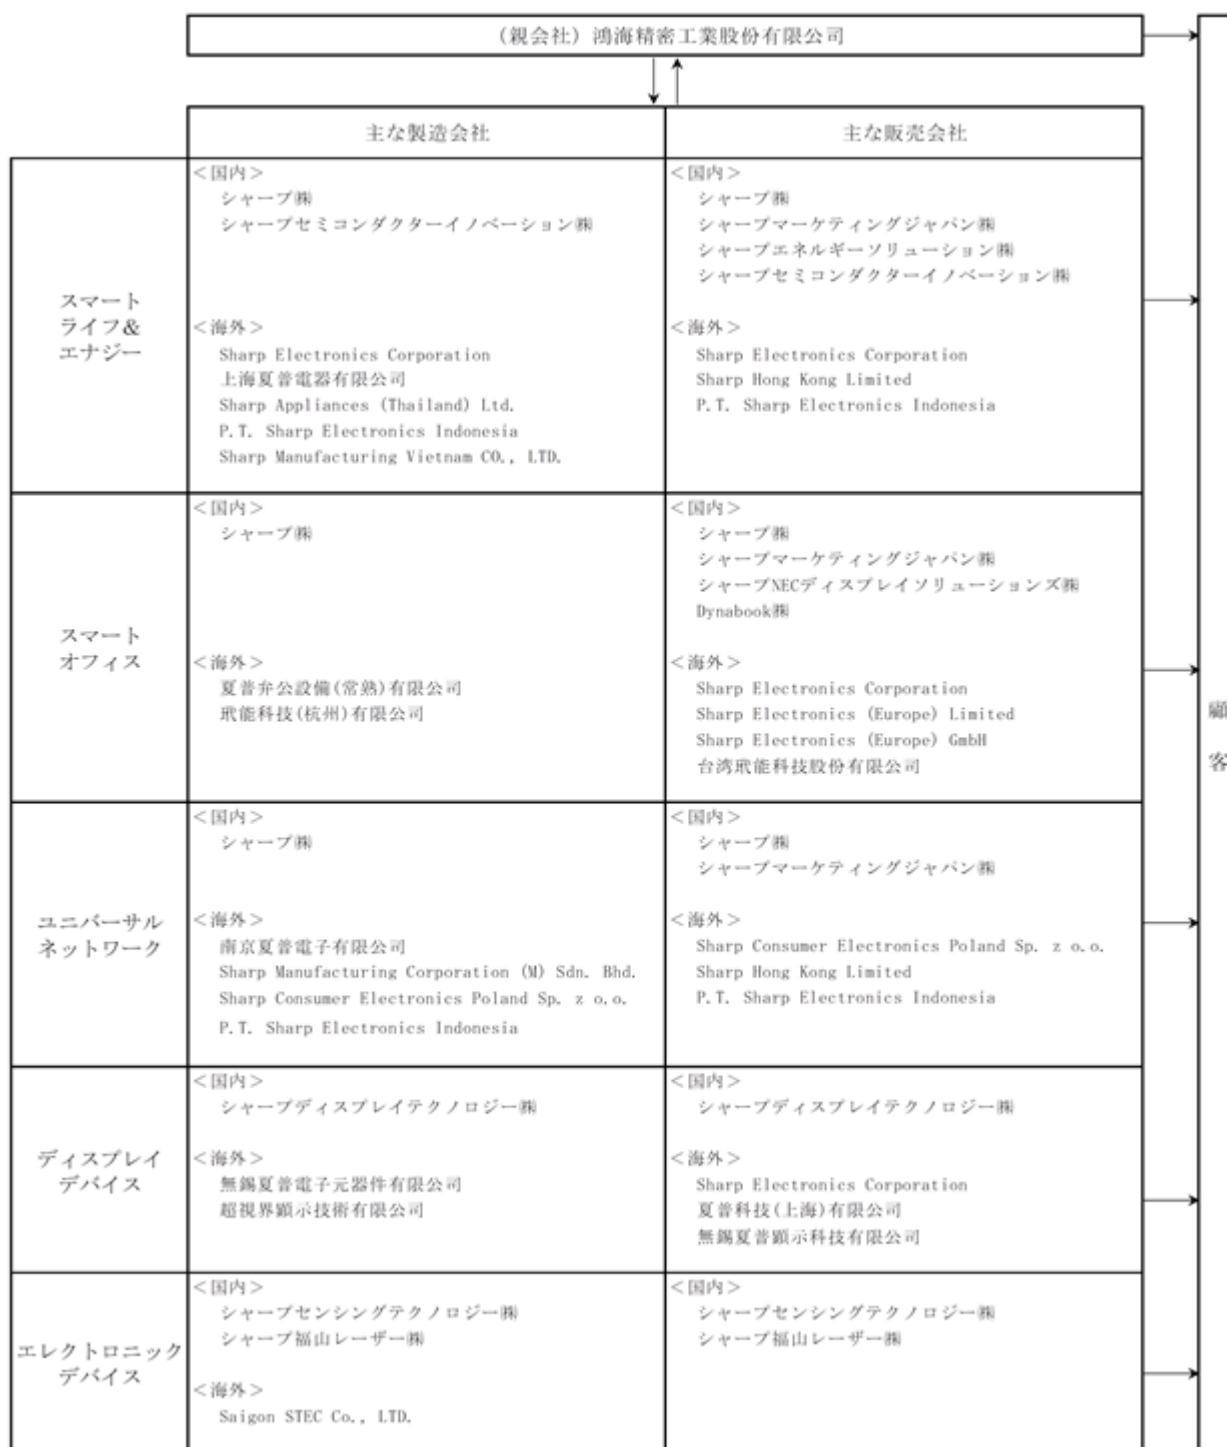 （親会社）鴻海精密工業股份有限公司
主な製造会社
主な販売会社
スマート
ライフ&
エナジー
＜国内＞
シャープ㈱
シャープセミコンダクターイノベーション㈱
＜海外＞
Sharp Electronics Corporation
上海夏普電器有限公司
Sharp Appliances (Thailand) Ltd.
P.T. Sharp Electronics Indonesia
Sharp Manufacturing Vietnam CO., LTD.
＜国内＞
シャープ㈱
シャープマーケティングジャパン㈱
シャープエネルギーソリューション㈱
シャープセミコンダクターイノベーション㈱
＜海外＞
Sharp Electronics Corporation
Sharp Hong Kong Limited
P.T. Sharp Electronics Indonesia
スマート
オフィス
＜国内＞
シャープ㈱
＜海外＞
夏普弁公設備(常熟)有限公司
玳能科技(杭州)有限公司
＜国内＞
シャープ㈱
シャープマーケティングジャパン㈱
シャープNECディスプレイソリューションズ㈱
Dynabook㈱
＜海外＞
Sharp Electronics Corporation
Sharp Electronics (Europe) Limited
Sharp Electronics (Europe) GmbH
台湾玳能科技股份有限公司
ユニバーサル
ネットワーク
＜国内＞
シャープ㈱
＜海外＞
南京夏普電子有限公司
Sharp Manufacturing Corporation (M) Sdn. Bhd.
Sharp Consumer Electronics Poland Sp. z o.o.
P.T. Sharp Electronics Indonesia
＜国内＞
シャープ㈱
シャープマーケティングジャパン㈱
＜海外＞
Sharp Consumer Electronics Poland Sp. z o.o.
Sharp Hong Kong Limited
P.T. Sharp Electronics Indonesia
ディスプレイ
デバイス
＜国内＞
シャープディスプレイテクノロジー㈱
＜海外＞
無錫夏普電子元器件有限公司
超視界顕示技術有限公司
＜国内＞
シャープディスプレイテクノロジー㈱
＜海外＞
Sharp Electronics Corporation
夏普科技(上海)有限公司
無錫夏普顕示科技有限公司
エレクトロニック
デバイス
＜国内＞
シャープセンシングテクノロジー㈱
シャープ福山レーザー㈱
＜海外＞
Saigon STEC Co., LTD.
＜国内＞
シャープセンシングテクノロジー㈱
シャープ福山レーザー㈱
顧
客